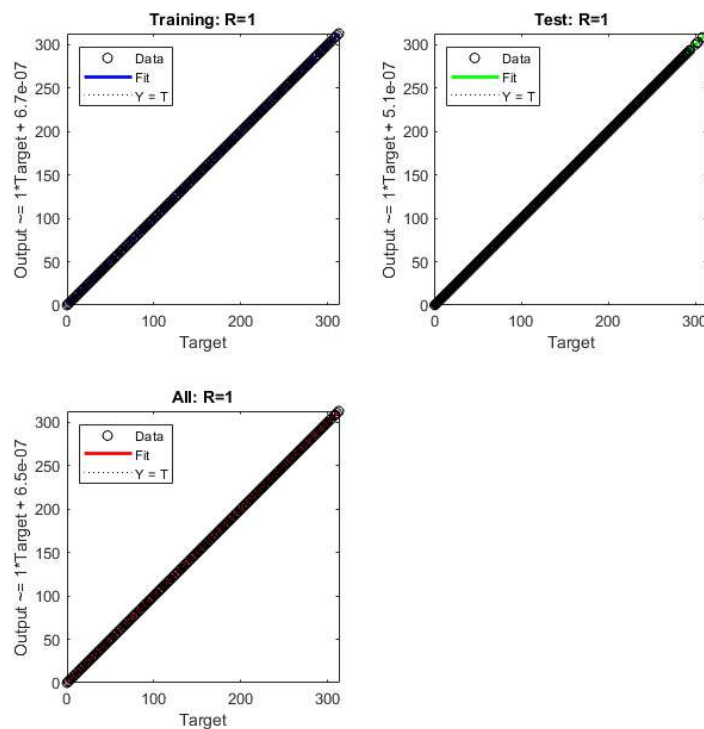 Training: R=1
Output ~= 1*Target + 6.7e-07
300
250
200
150
100
50
0
Data
Fit
Y = T
0 100 200 300
Target
Test: R=1
Output ~= 1*Target + 5.1e-07
300
250
200
150
100
50
0
Data
Fit
Y = T
0 100 200 300
Target
All: R=1
Output ~= 1*Target + 6.5e-07
300
250
200
150
100
50
0
Data
Fit
Y = T
0 100 200 300
Target